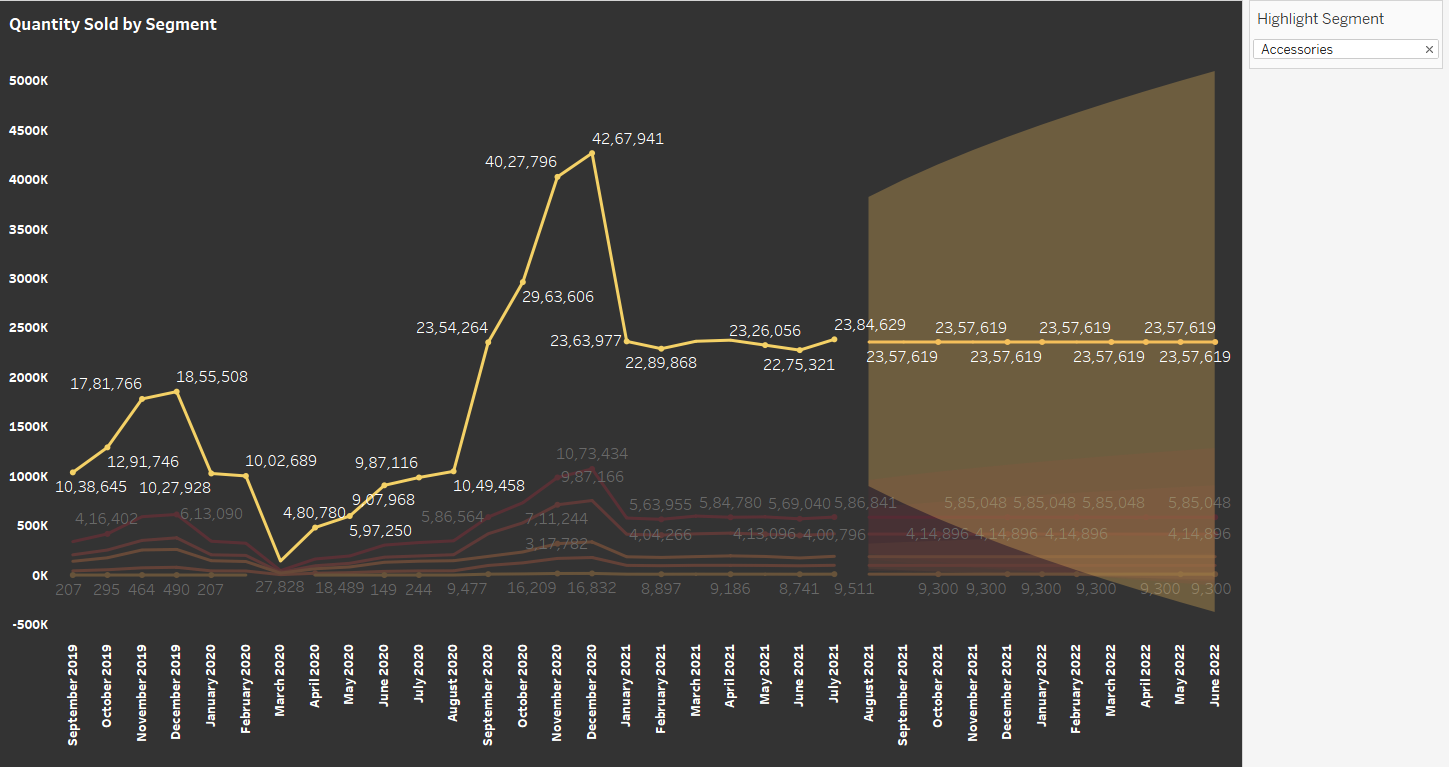 Quantity Sold by Segment
Highlight Segment
Accessories ×
5000K
4500K
4000K
3500K
3000K
2500K
2000K
1500K
1000K
500K
0K
-500K
42,67,941
40,27,796
29,63,606
23,54,264
23,63,977
22,89,868
23,26,056
22,75,321
23,84,629
23,57,619
23,57,619
23,57,619
23,57,619
23,57,619
23,57,619
23,57,619
17,81,766
18,55,508
12,91,746
10,38,645
10,27,928
10,02,689
9,87,116
10,49,458
9,07,968
4,80,780
5,97,250
10,73,434
9,87,166
4,16,402
6,13,090
5,86,564
7,11,244
3,17,782
5,63,955
5,84,780
5,69,040
5,86,841
5,85,048
5,85,048
5,85,048
5,85,048
4,04,266
4,13,096
4,00,796
4,14,896
4,14,896
4,14,896
4,14,896
207
295
464
490
207
27,828
18,489
149
244
9,477
16,209
16,832
8,897
9,186
8,741
9,511
9,300
9,300
9,300
9,300
9,300
9,300
September 2019
October 2019
November 2019
December 2019
January 2020
February 2020
March 2020
April 2020
May 2020
June 2020
July 2020
August 2020
September 2020
October 2020
November 2020
December 2020
January 2021
February 2021
March 2021
April 2021
May 2021
June 2021
July 2021
August 2021
September 2021
October 2021
November 2021
December 2021
January 2022
February 2022
March 2022
April 2022
May 2022
June 2022